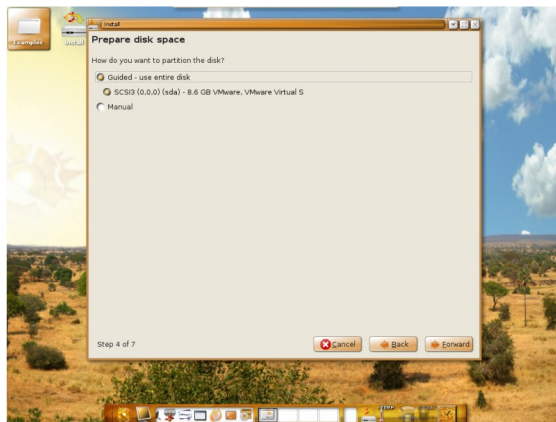 Examples
Install
Install
Prepare disk space
How do you want to partition the disk?
Guided - use entire disk
SCSI3 (0,0,0) (sda) - 8.6 GB VMware, VMware Virtual S
Manual
Step 4 of 7
Cancel
Back
Forward